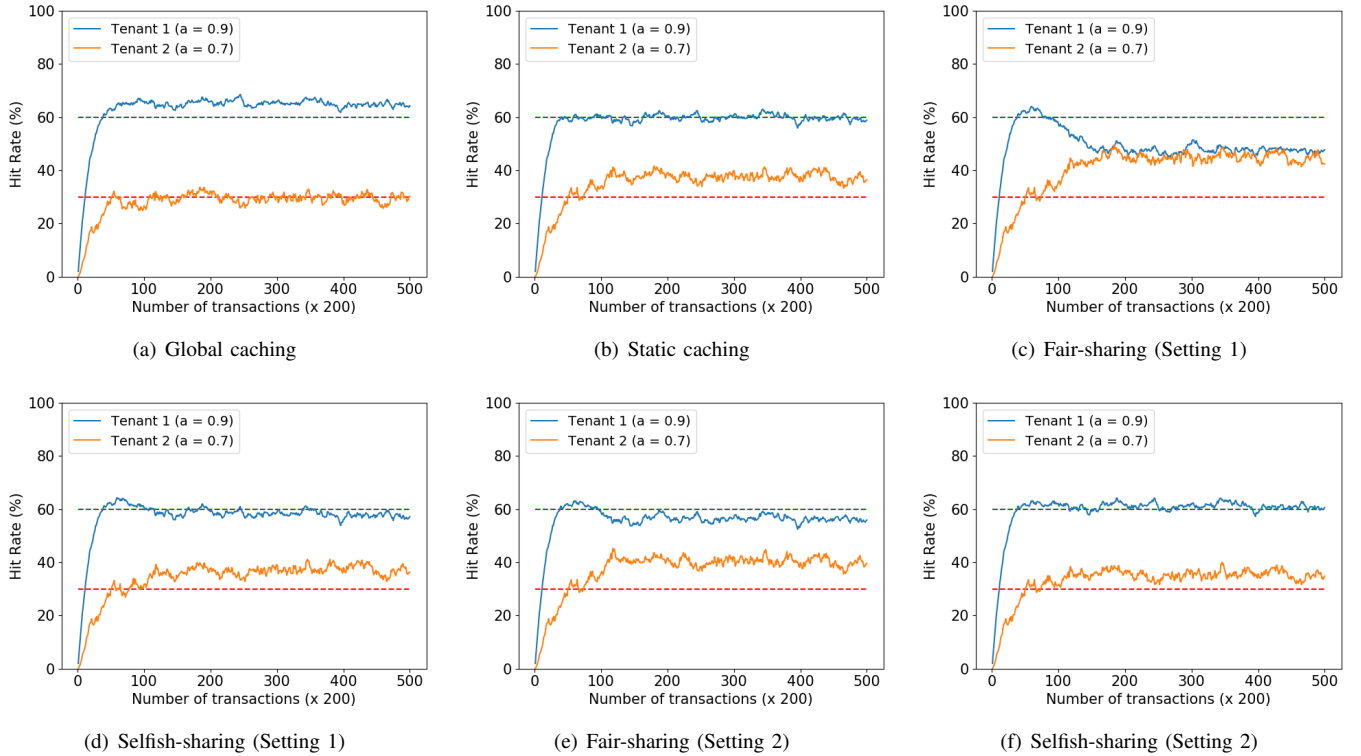 100
80
60
40
20
0
Hit Rate (%)
Tenant 1 (a = 0.9)
Tenant 2 (a = 0.7)
0 100 200 300 400 500
Number of transactions (x 200)
(a) Global caching
100
80
60
40
20
0
Hit Rate (%)
Tenant 1 (a = 0.9)
Tenant 2 (a = 0.7)
0 100 200 300 400 500
Number of transactions (x 200)
(b) Static caching
100
80
60
40
20
0
Hit Rate (%)
Tenant 1 (a = 0.9)
Tenant 2 (a = 0.7)
0 100 200 300 400 500
Number of transactions (x 200)
(c) Fair-sharing (Setting 1)
100
80
60
40
20
0
Hit Rate (%)
Tenant 1 (a = 0.9)
Tenant 2 (a = 0.7)
0 100 200 300 400 500
Number of transactions (x 200)
(d) Selfish-sharing (Setting 1)
100
80
60
40
20
0
Hit Rate (%)
Tenant 1 (a = 0.9)
Tenant 2 (a = 0.7)
0 100 200 300 400 500
Number of transactions (x 200)
(e) Fair-sharing (Setting 2)
100
80
60
40
20
0
Hit Rate (%)
Tenant 1 (a = 0.9)
Tenant 2 (a = 0.7)
0 100 200 300 400 500
Number of transactions (x 200)
(f) Selfish-sharing (Setting 2)